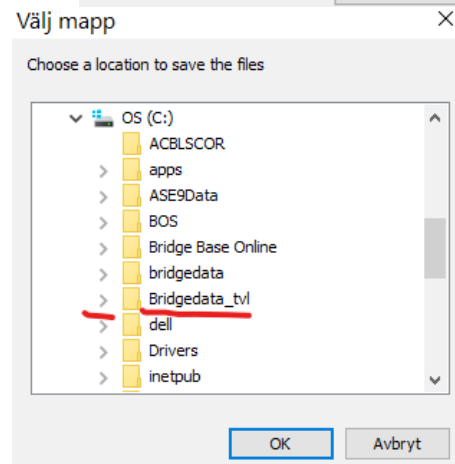 Välj mapp
Choose a location to save the files
OS (C:)
ACBLSCOR
apps
ASE9Data
BOS
Bridge Base Online
bridgedata
Bridgedata_tvl
dell
Drivers
inetpub
OK
Avbryt